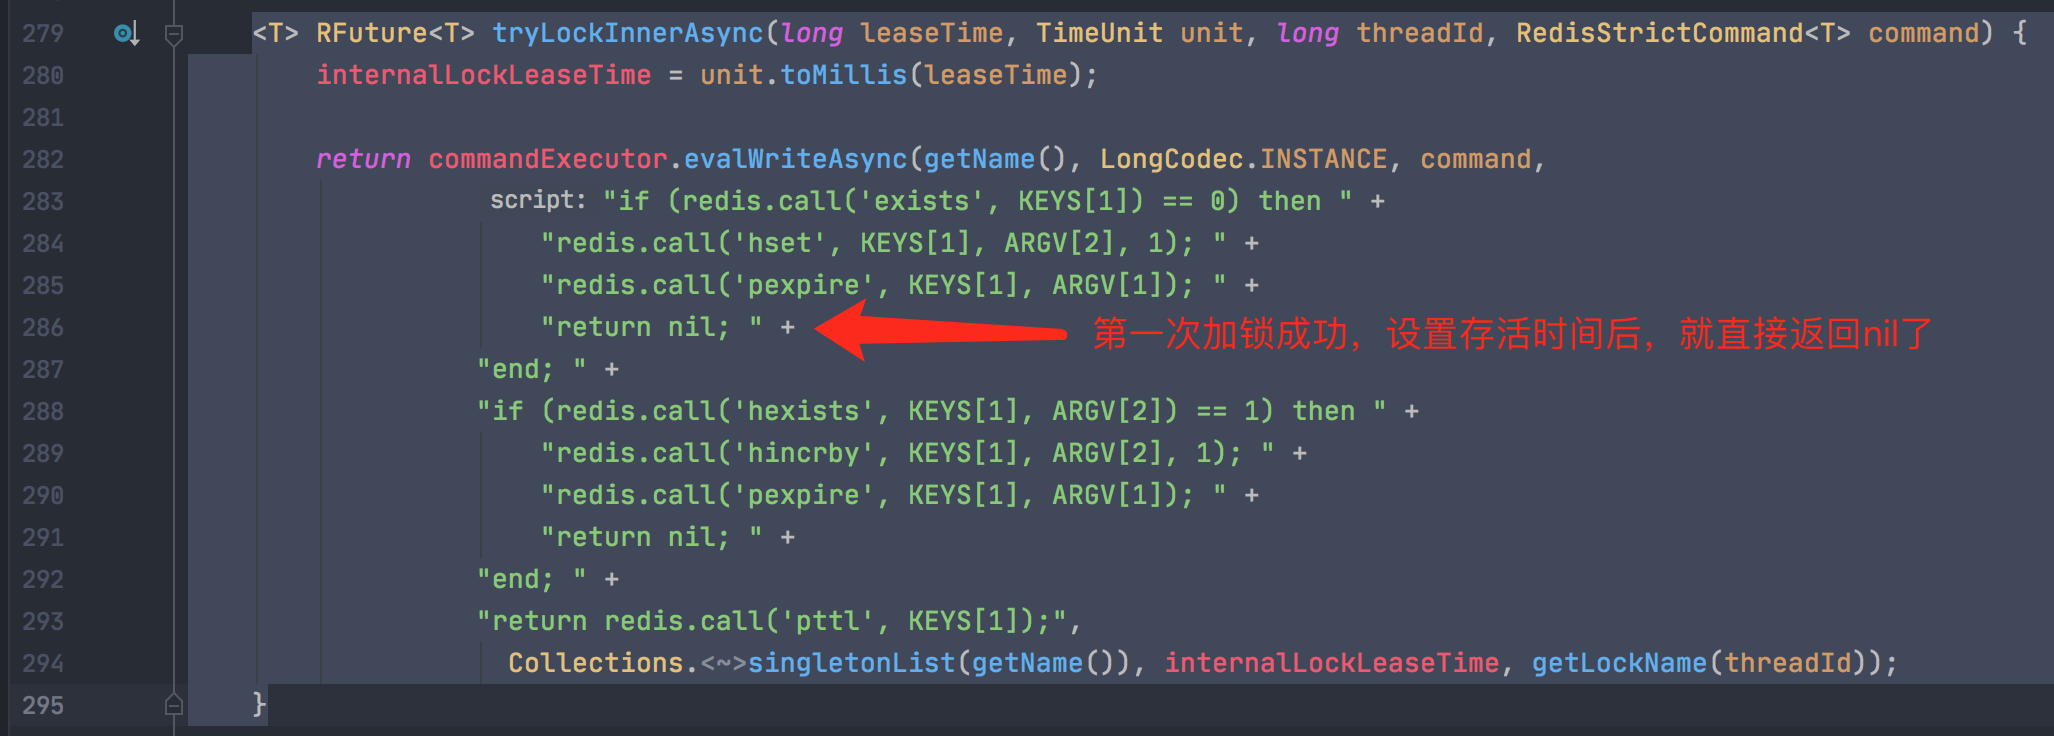 279 <T> RFuture<T> tryLockInnerAsync(long leaseTime, TimeUnit unit, long threadId, RedisStrictCommand<T> command) {
280 internalLockLeaseTime = unit.toMillis(leaseTime);
281
282 return commandExecutor.evalWriteAsync(getName(), LongCodec.INSTANCE, command,
283 script: "if (redis.call('exists', KEYS[1]) == 0) then " +
284 "redis.call('hset', KEYS[1], ARGV[2], 1); " +
285 "redis.call('pexpire', KEYS[1], ARGV[1]); " +
286 "return nil; " + 第一次加锁成功，设置存活时间后，就直接返回nil了
287 "end; " +
288 "if (redis.call('hexists', KEYS[1], ARGV[2]) == 1) then " +
289 "redis.call('hincrby', KEYS[1], ARGV[2], 1); " +
290 "redis.call('pexpire', KEYS[1], ARGV[1]); " +
291 "return nil; " +
292 "end; " +
293 "return redis.call('pttl', KEYS[1]);",
294 Collections.<~>singletonList(getName()), internalLockLeaseTime, getLockName(threadId));
295 }